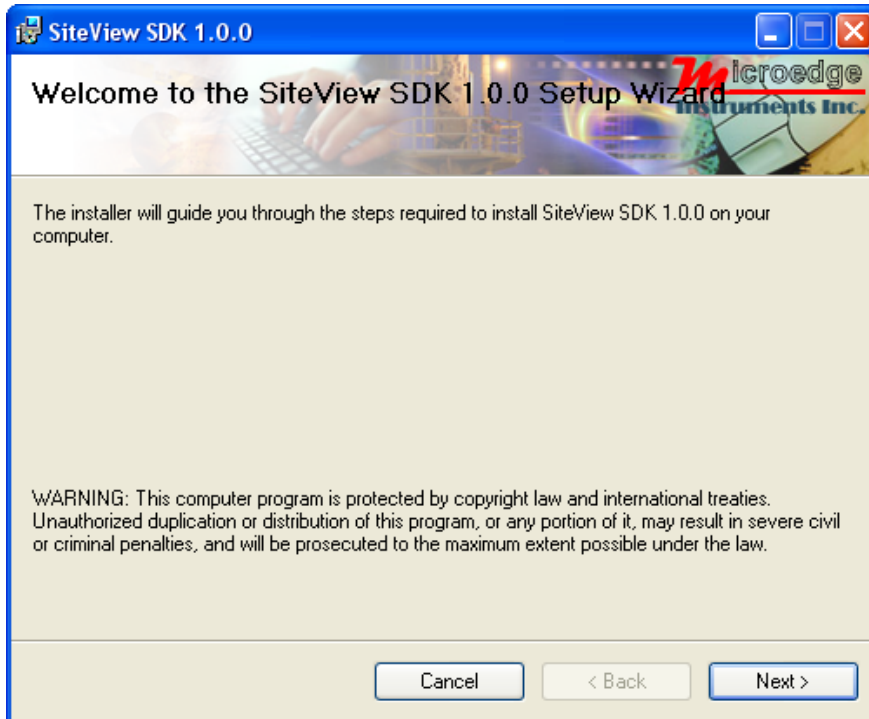 SiteView SDK 1.0.0
Welcome to the SiteView SDK 1.0.0 Setup Wizard
Microedge
Instruments Inc.
The installer will guide you through the steps required to install SiteView SDK 1.0.0 on your
computer.
WARNING: This computer program is protected by copyright law and international treaties.
Unauthorized duplication or distribution of this program, or any portion of it, may result in severe civil
or criminal penalties, and will be prosecuted to the maximum extent possible under the law.
Cancel
< Back
Next >